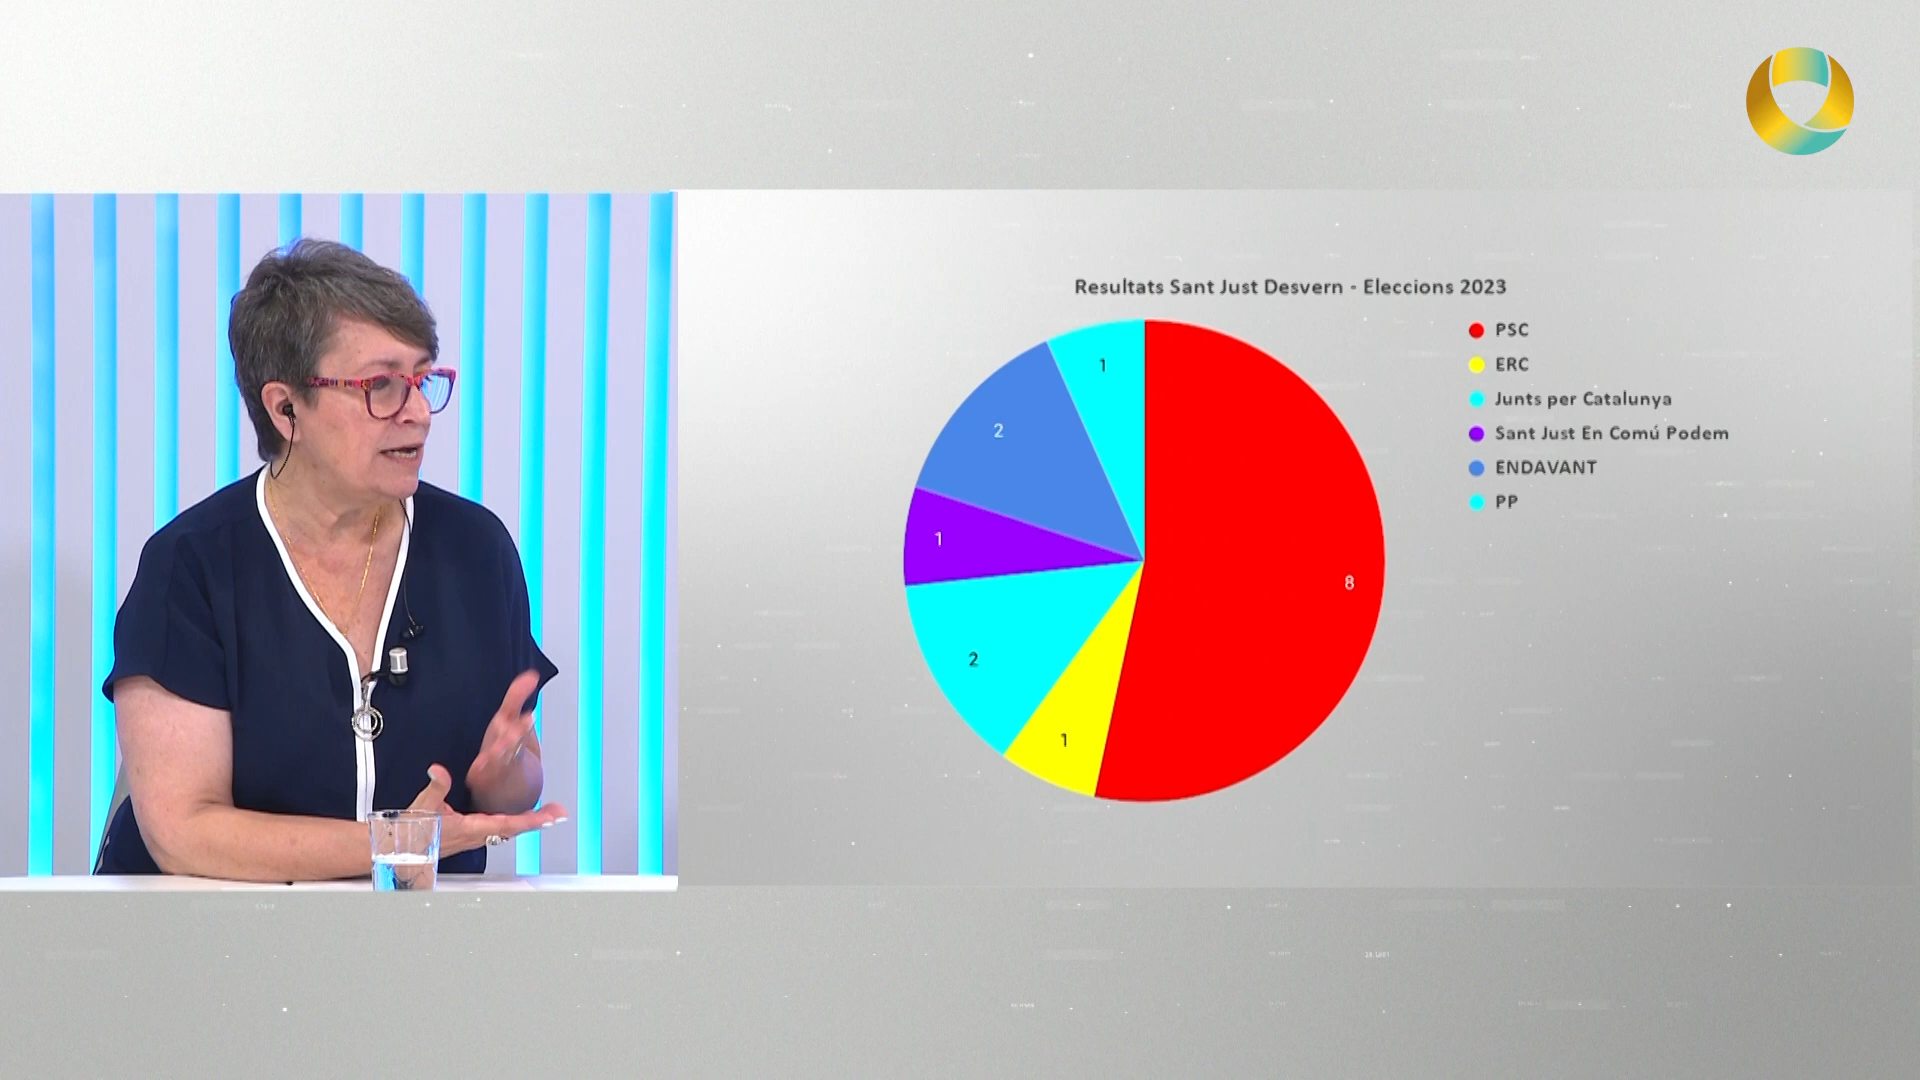 Resultats Sant Just Desvern - Eleccions 2023
PSC
ERC
Junts per Catalunya
Sant Just En Comú Podem
ENDAVANT
PP
1
2
1
8
2
1